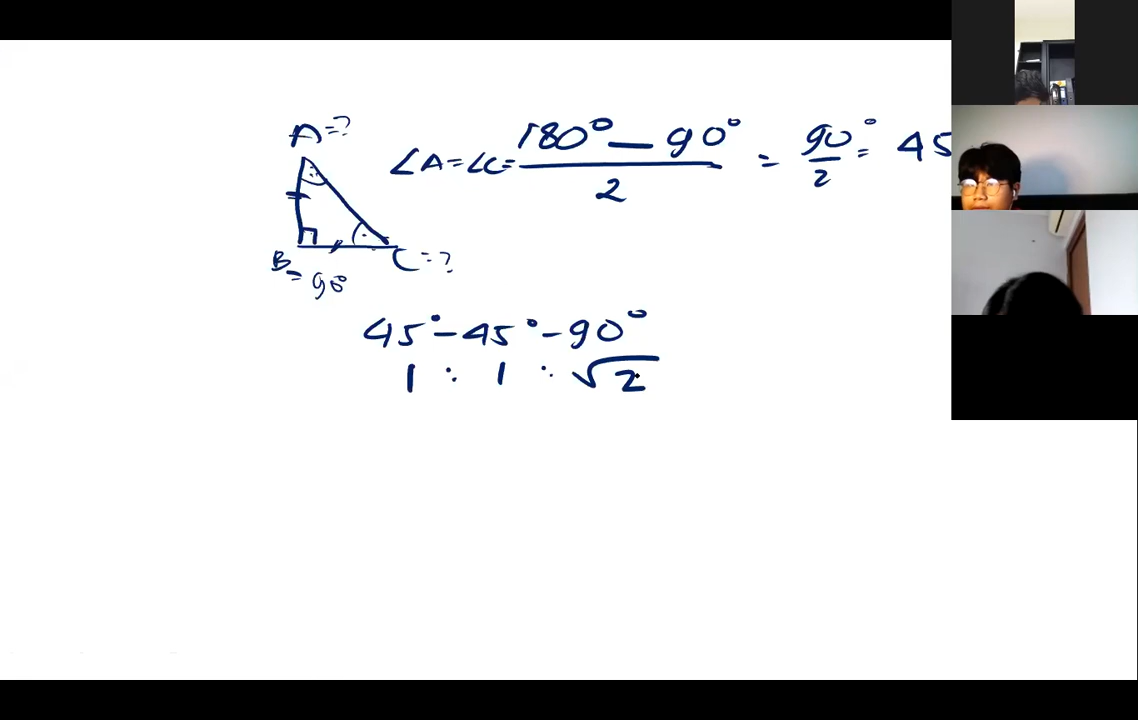 A=?
∠A=∠C= 180° - 90° / 2 = 90° / 2 = 45
B = 90°
C=?
45° - 45° - 90°
1 : 1 : √2